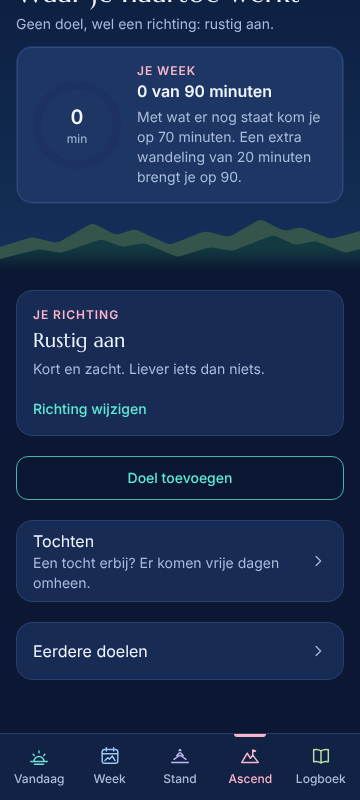 Geen doel, wel een richting: rustig aan.
JE WEEK
0 van 90 minuten
0
min
Met wat er nog staat kom je
op 70 minuten. Een extra
wandeling van 20 minuten
brengt je op 90.
JE RICHTING
Rustig aan
Kort en zacht. Liever iets dan niets.
Richting wijzigen
Doel toevoegen
Tochten
Een tocht erbij? Er komen vrije dagen
omheen.
Eerdere doelen
Vandaag
Week
Stand
Ascend
Logboek